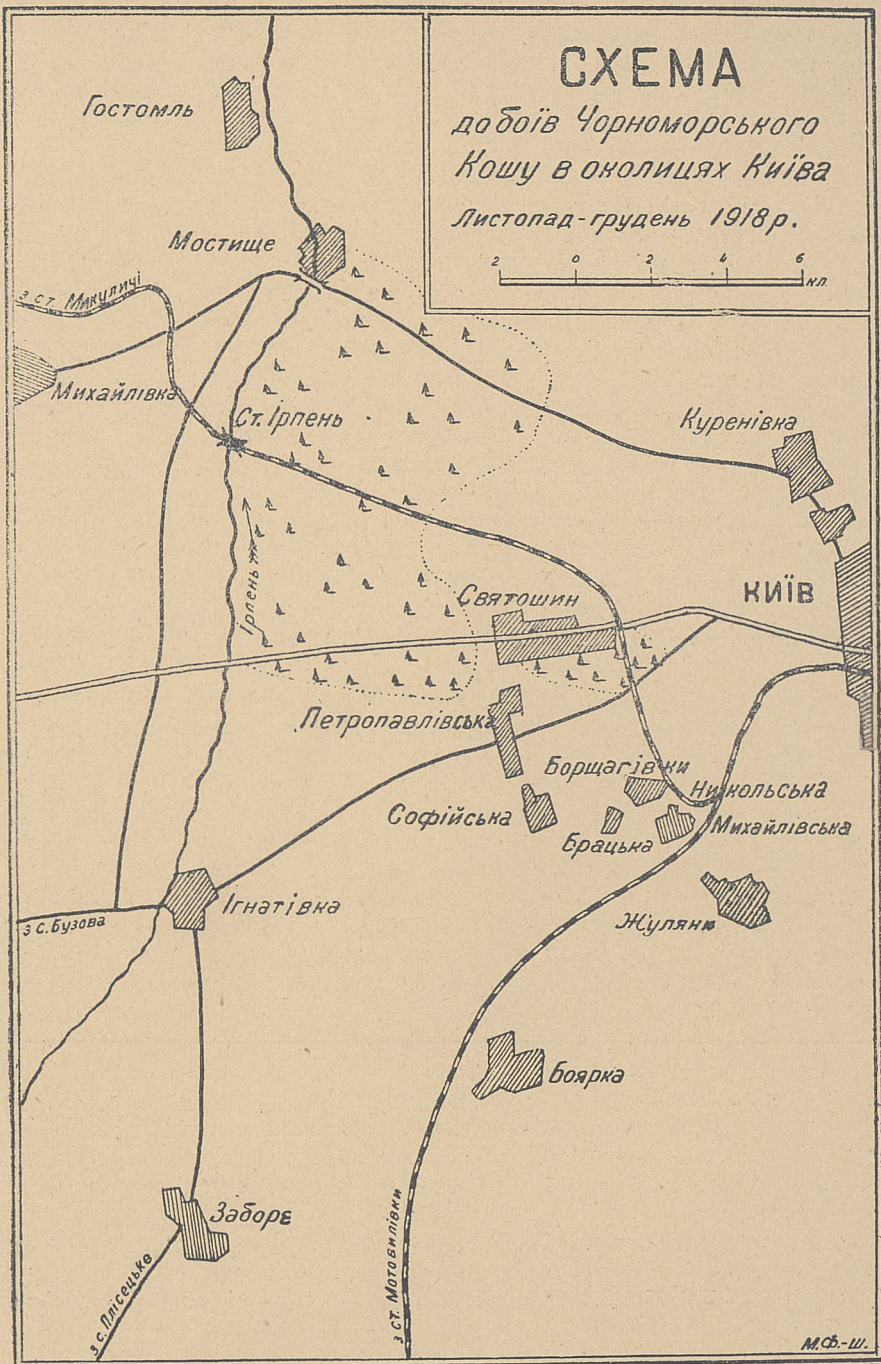 СХЕМА
до боїв Чорноморського
Кошу в околицях Київа
Листопад-грудень 1918 р.
2 0 2 4 6 кл.
Гостомль
Мостище
з ст. Микуличі
Михайлівка
Ст. Ірпень
Куренівка
Ірпень
Святошин
КИЇВ
Петропавлівська
Борщагівки
Никольська
Софійська
Брацька
Михайлівська
Ігнатівка
з с. Бузова
Жуляни
Боярка
Заборє
з с. Плісецьке
з ст. Мотовилівки
М.Ф.-Ш.